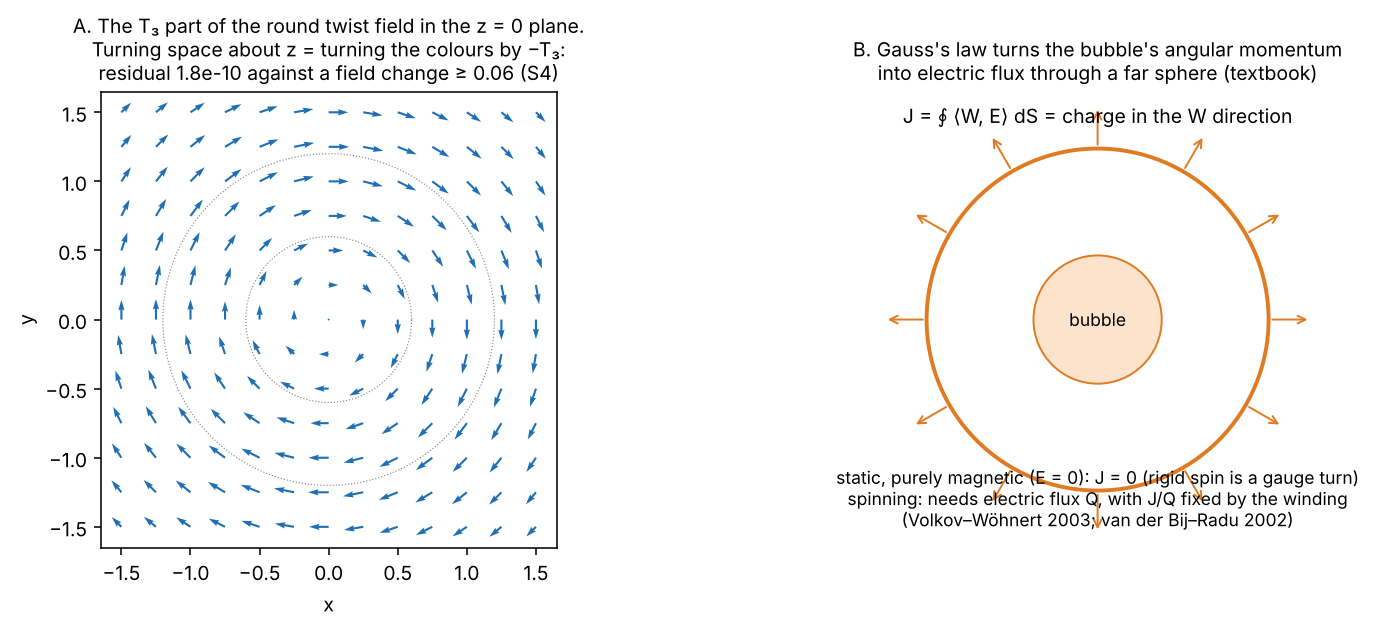 A. The T₃ part of the round twist field in the z = 0 plane.
Turning space about z = turning the colours by −T₃:
residual 1.8e-10 against a field change ≥ 0.06 (S4)
1.5
1.0
0.5
0.0
−0.5
−1.0
−1.5
y
−1.5 −1.0 −0.5 0.0 0.5 1.0 1.5
x
B. Gauss's law turns the bubble's angular momentum
into electric flux through a far sphere (textbook)
J = ∮ ⟨W, E⟩ dS = charge in the W direction
bubble
static, purely magnetic (E = 0): J = 0 (rigid spin is a gauge turn)
spinning: needs electric flux Q, with J/Q fixed by the winding
(Volkov–Wöhnert 2003; van der Bij–Radu 2002)